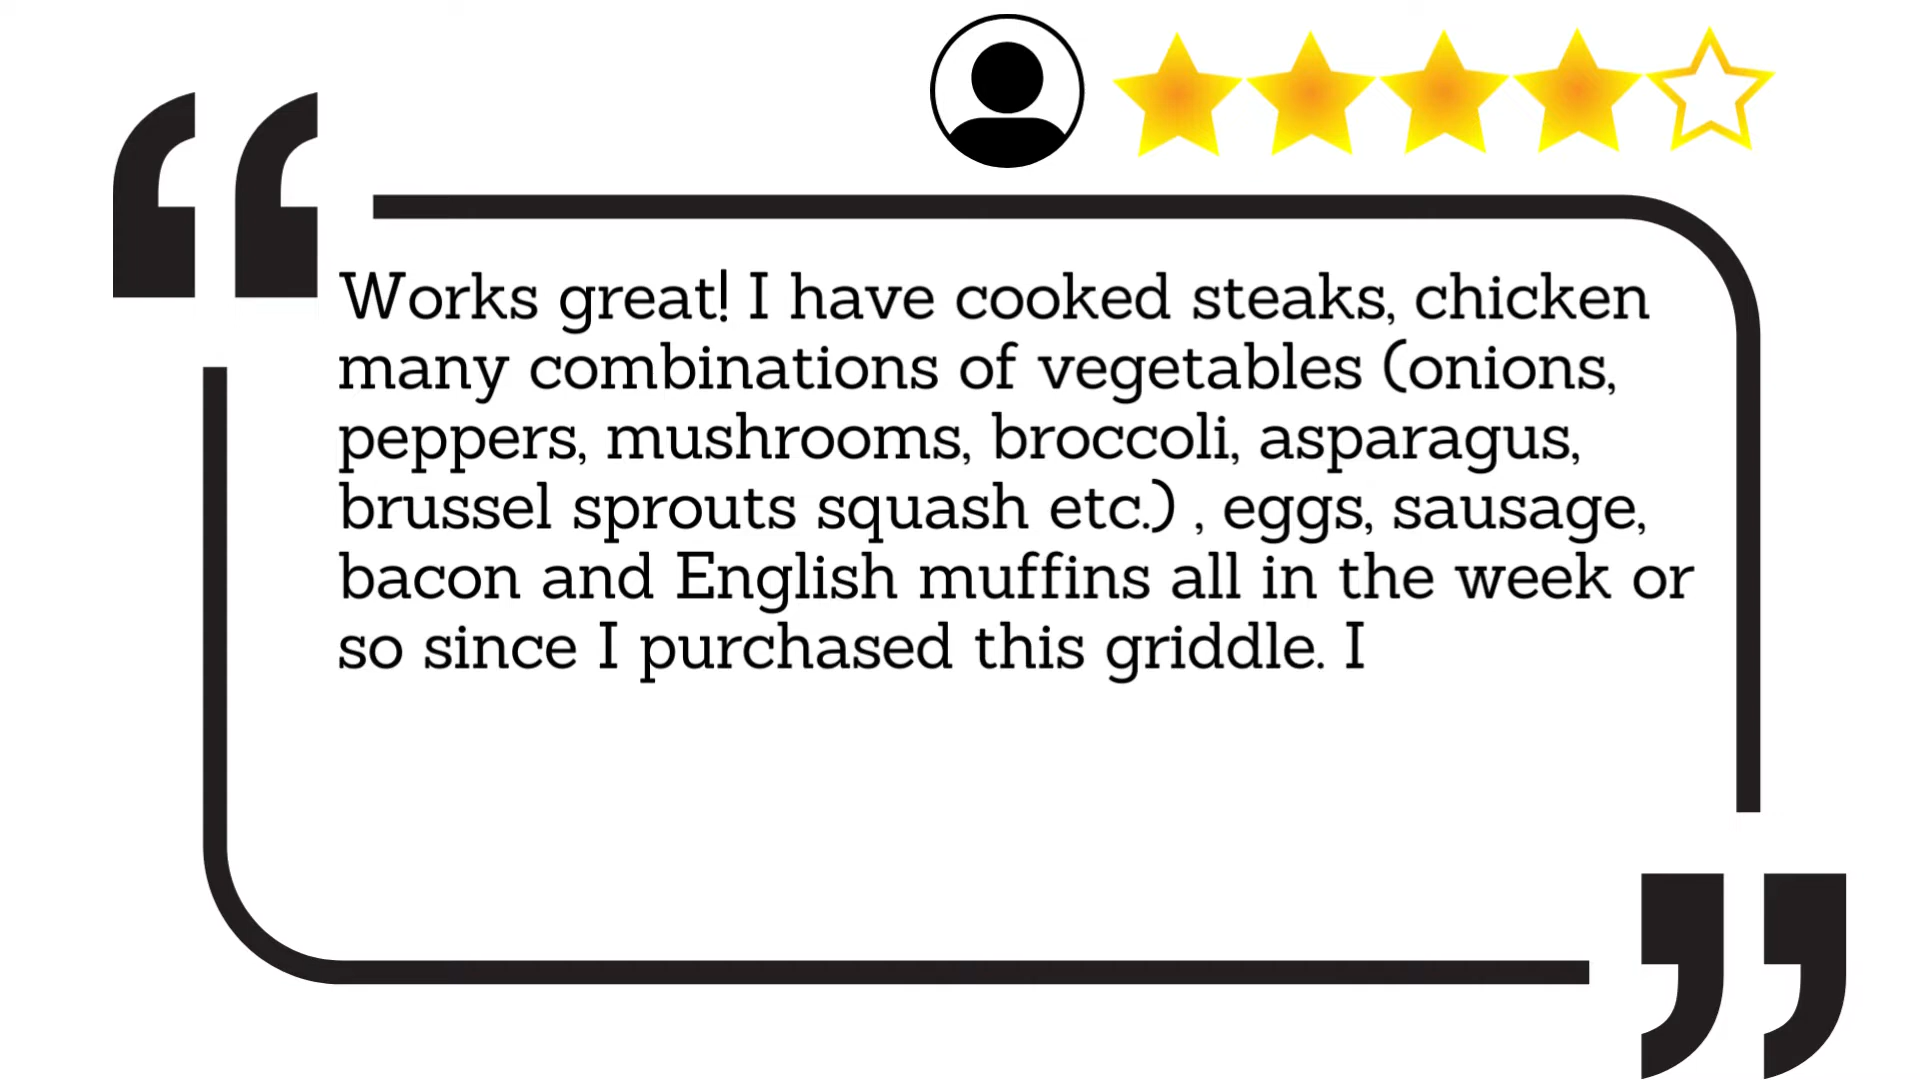 Works great! I have cooked steaks, chicken
many combinations of vegetables (onions,
peppers, mushrooms, broccoli, asparagus,
brussel sprouts squash etc.) , eggs, sausage,
bacon and English muffins all in the week or
so since I purchased this griddle. I